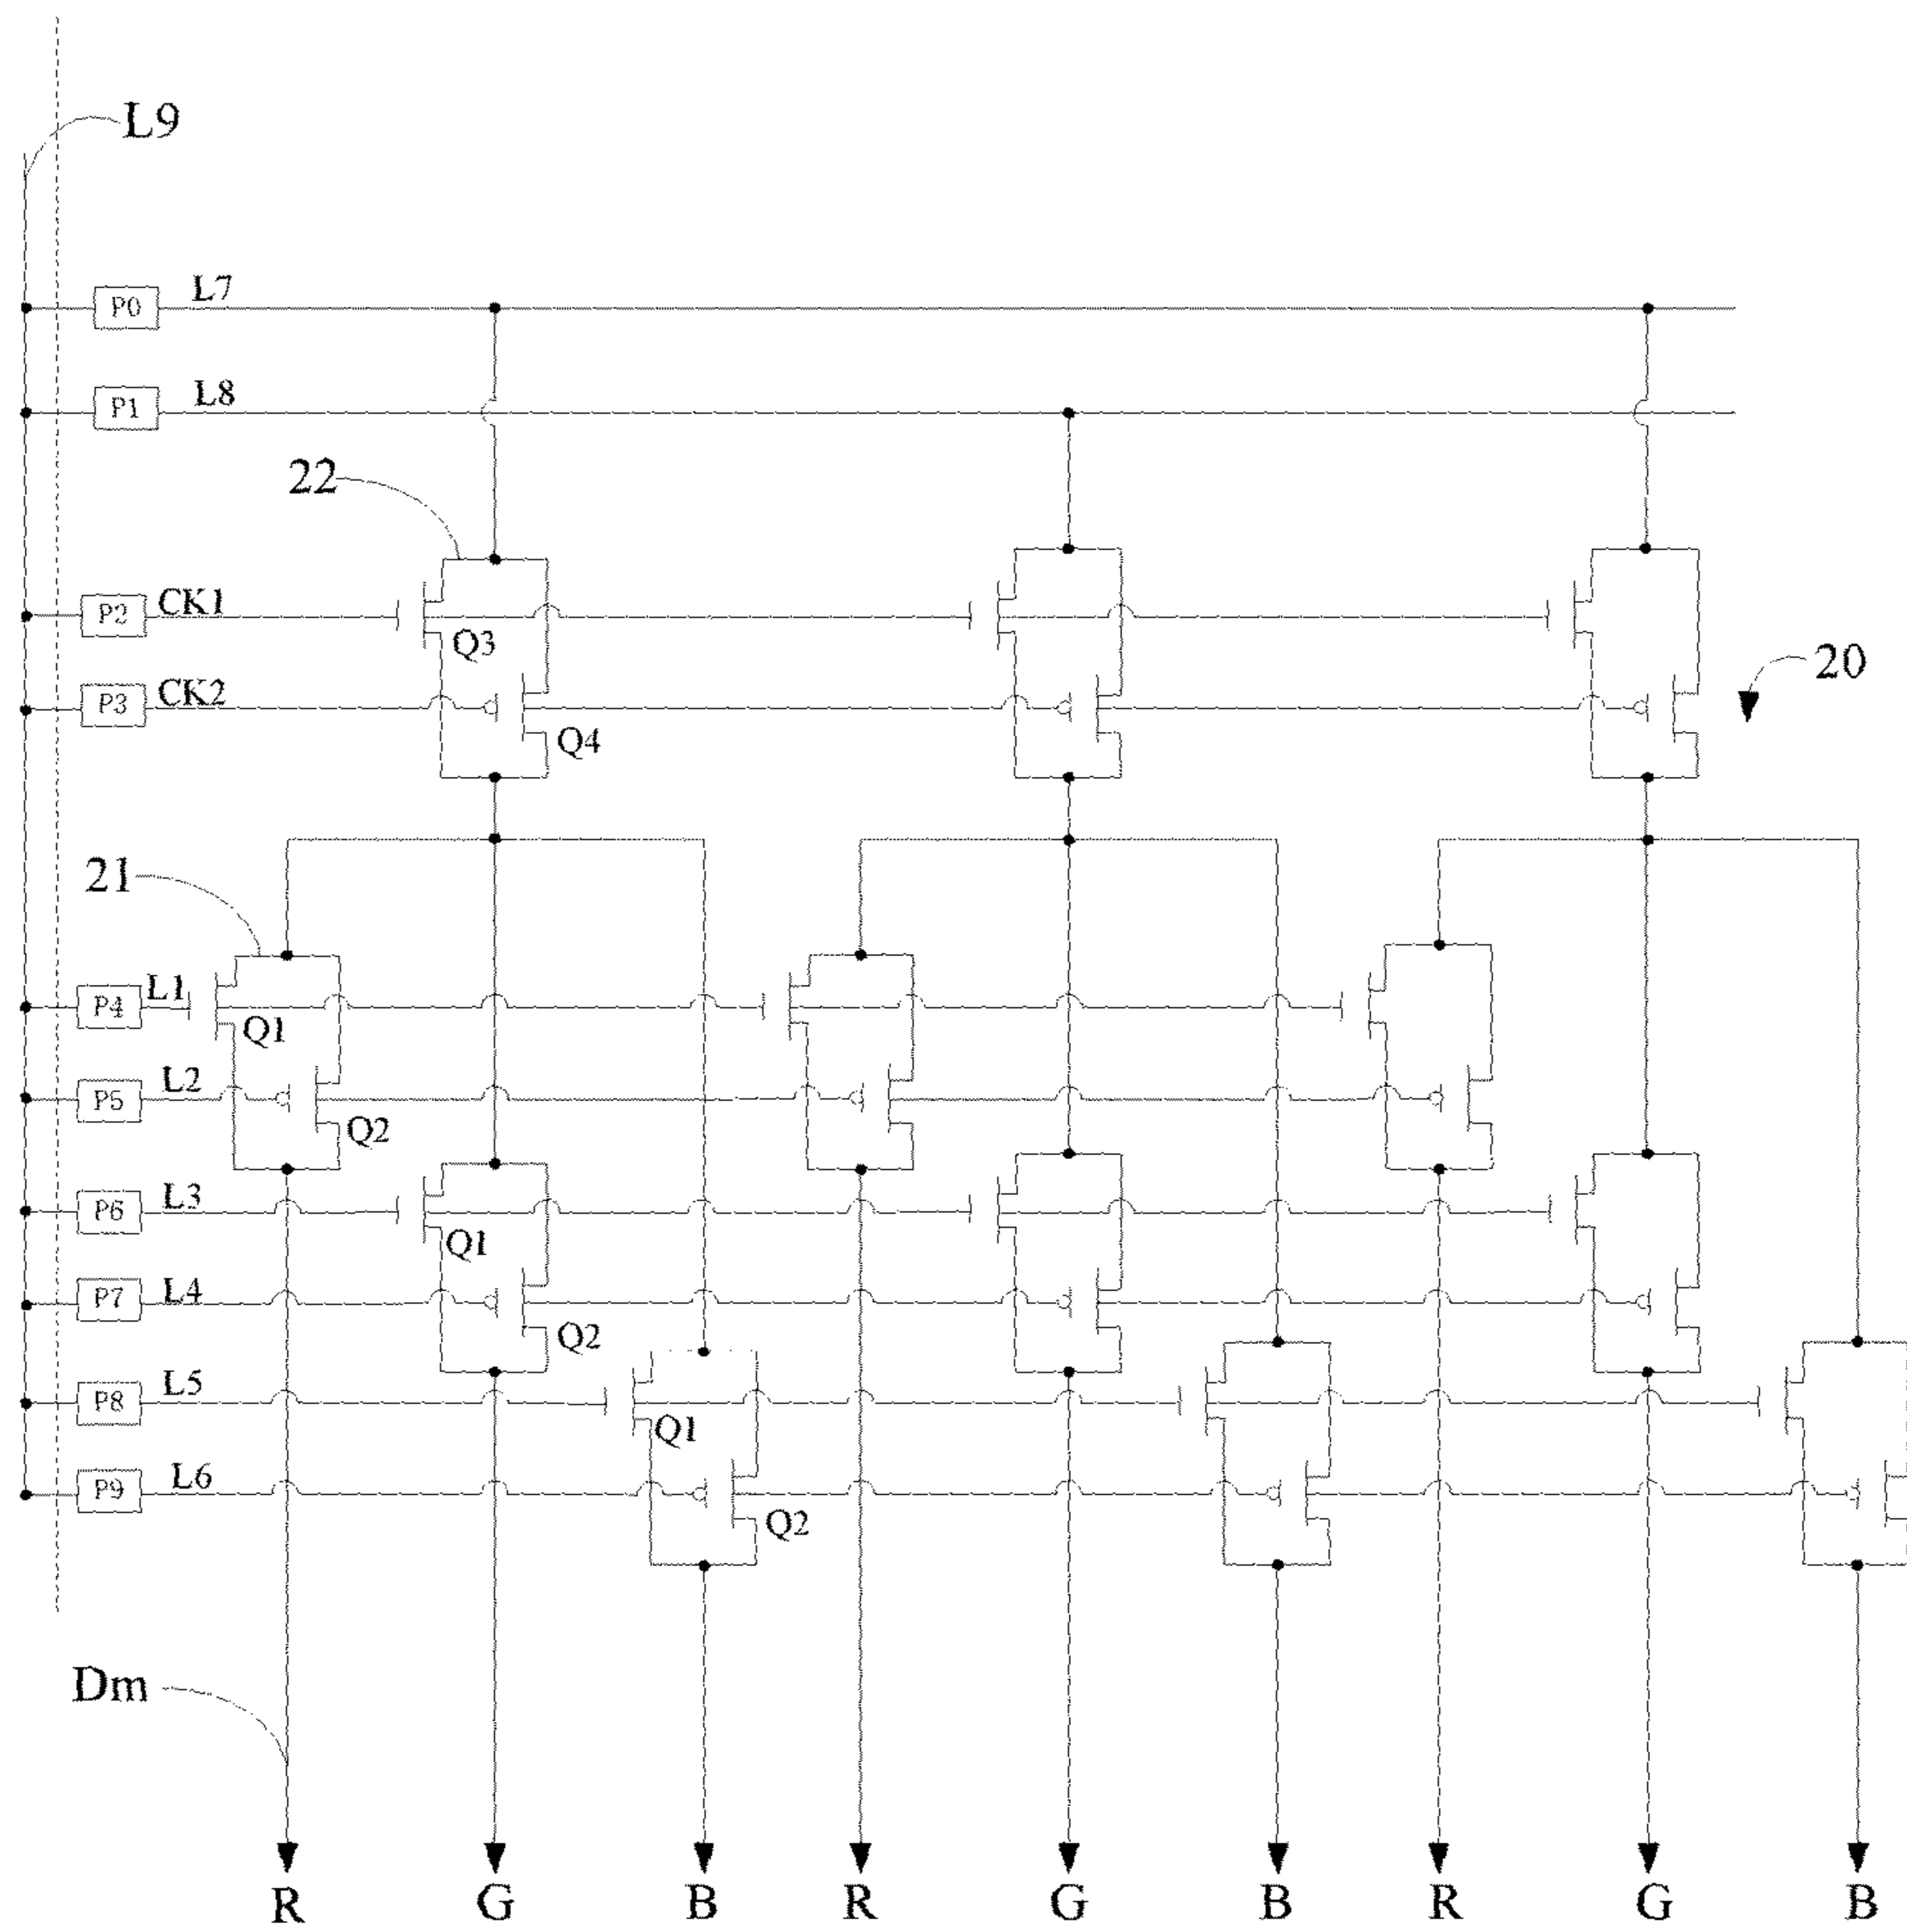 L9
P0 L7
P1 L8
22
P2 CK1
Q3
P3 CK2
20
Q4
21
P4 L1
Q1
P5 L2
Q2
P6 L3
Q1
P7 L4
Q2
P8 L5
Q1
P9 L6
Q2
Dm
R G B R G B R G B